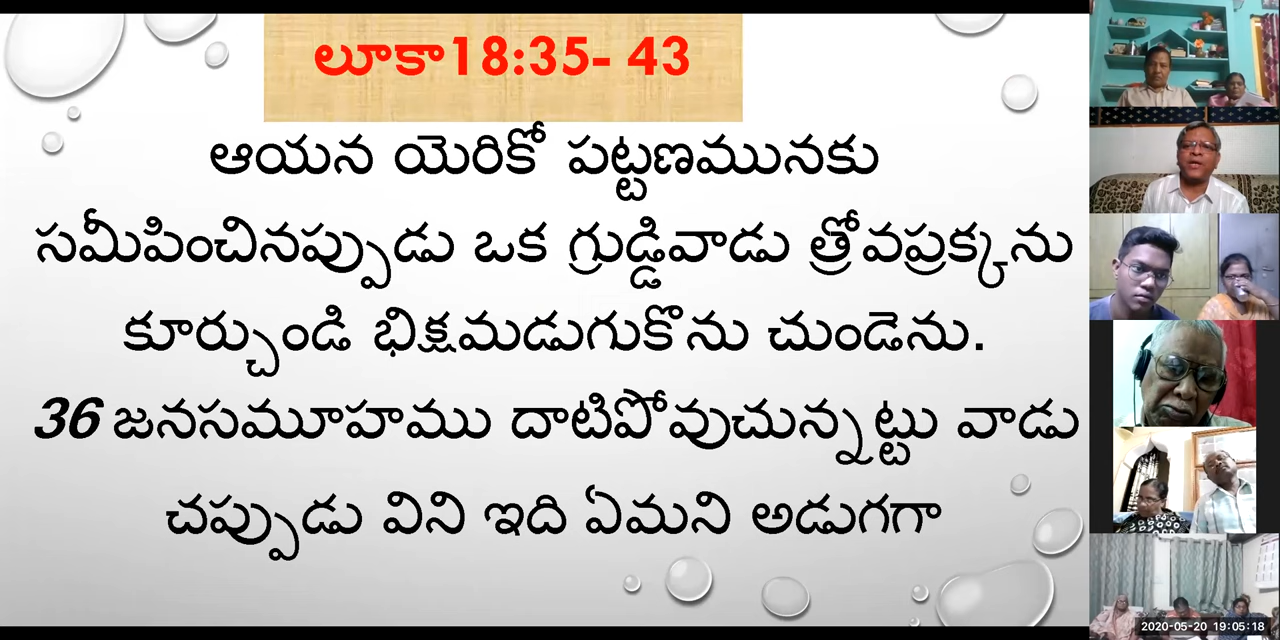 లూకా18:35- 43
ఆయన యెరికో పట్టణమునకు
సమీపించినప్పుడు ఒక గ్రుడ్డివాడు త్రోవప్రక్కను
కూర్చుండి భిక్షమడుగుకొను చుండెను.
36 జనసమూహము దాటిపోవుచున్నట్టు వాడు
చప్పుడు విని ఇది ఏమని అడుగగా
2020-05-20 19:05:18